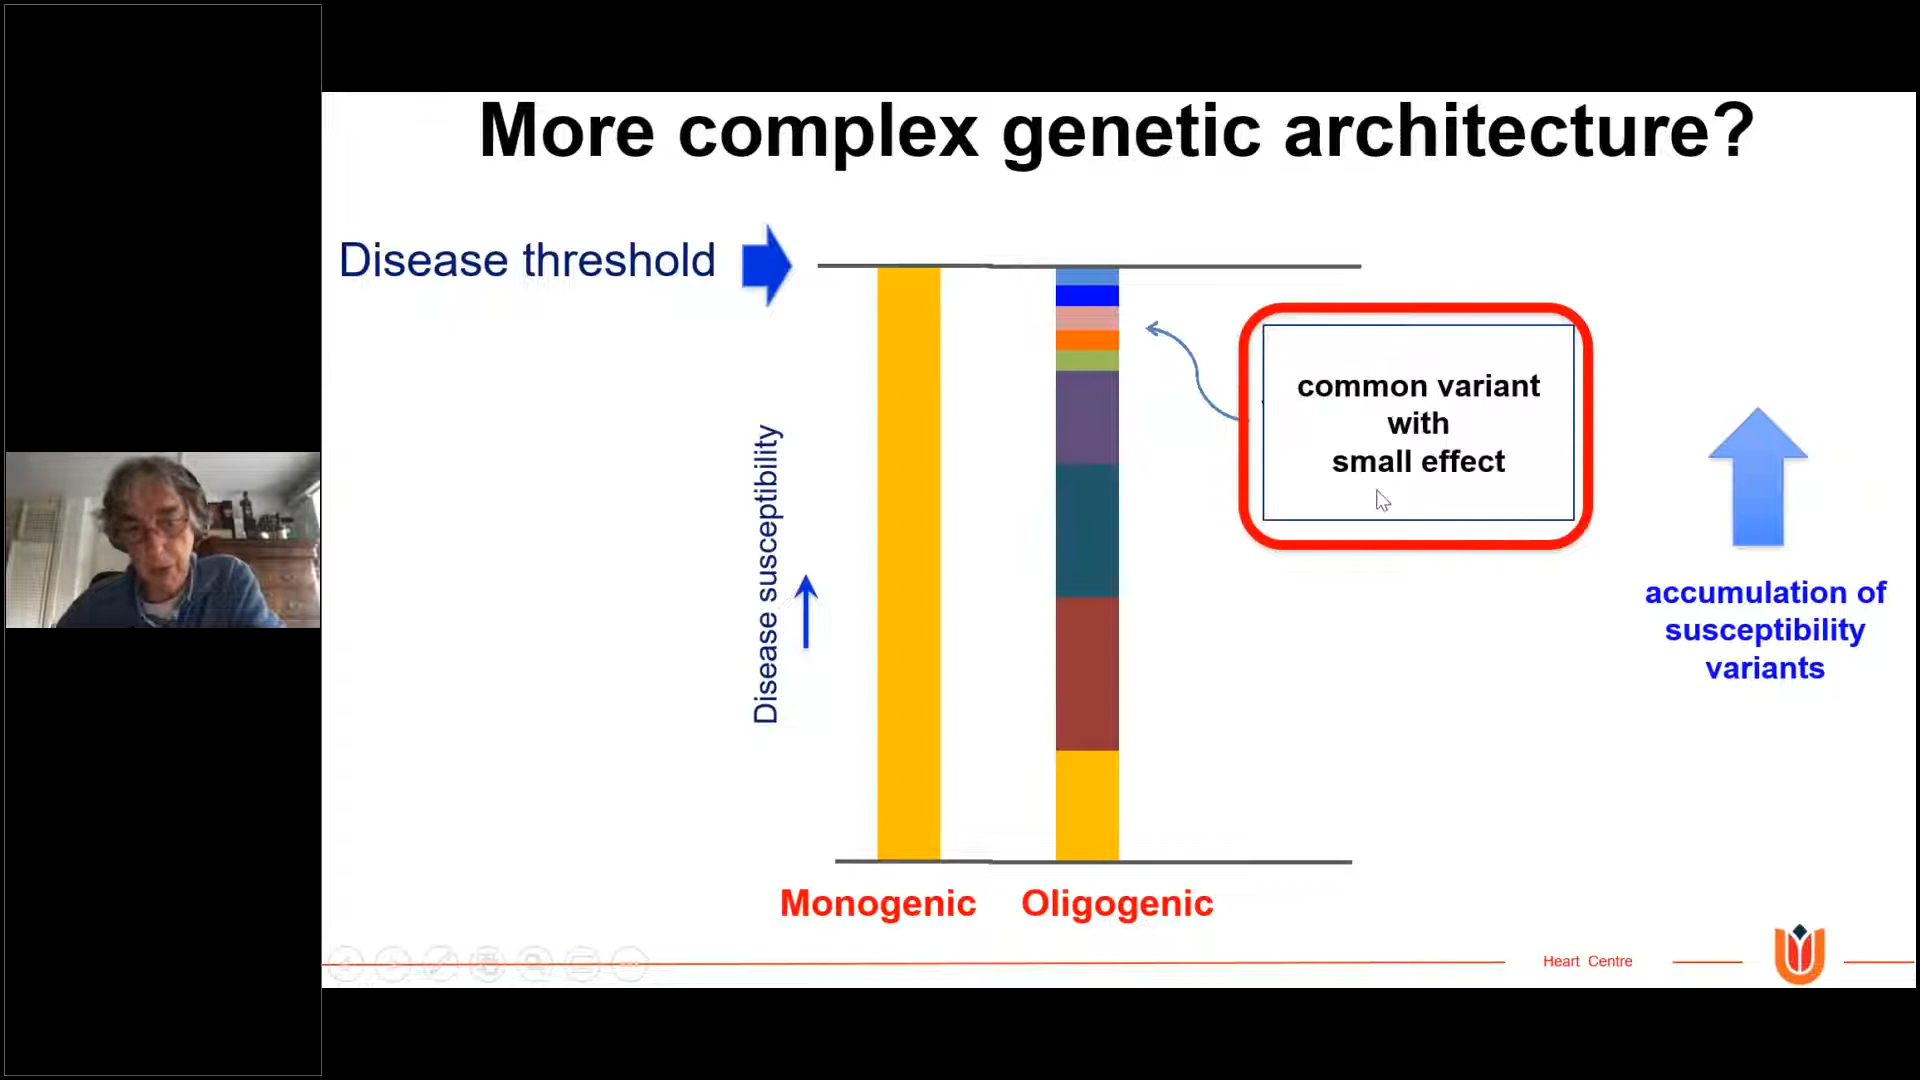 More complex genetic architecture?
Disease threshold
Disease susceptibility
common variant
with
small effect
accumulation of
susceptibility
variants
Monogenic
Oligogenic
Heart Centre